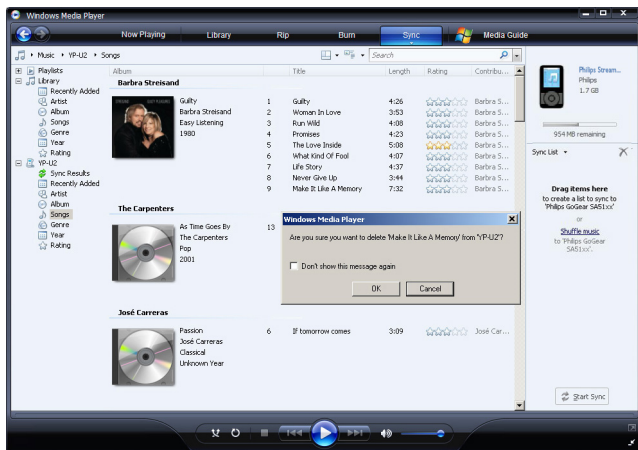 Windows Media Player
Now Playing Library Rip Burn Sync Media Guide
Music YP-U2 Songs
Search
Playlists
Library
Recently Added
Artist
Album
Songs
Genre
Year
Rating
YP-U2
Sync Results
Recently Added
Artist
Album
Songs
Genre
Year
Rating
Album Title Length Rating Contribu...
Barbra Streisand
Guilty
Barbra Streisand
Easy Listening
1980
1 Guilty 4:26 Barbra S...
2 Woman In Love 3:53 Barbra S...
3 Run Wild 4:08 Barbra S...
4 Promises 4:23 Barbra S...
5 The Love Inside 5:08 Barbra S...
6 What Kind Of Fool 4:07 Barbra S...
7 Life Story 4:37 Barbra S...
8 Never Give Up 3:44 Barbra S...
9 Make It Like A Memory 7:32 Barbra S...
The Carpenters
As Time Goes By
The Carpenters
Pop
2001
13
Windows Media Player
Are you sure you want to delete 'Make It Like A Memory' from 'YP-U2'?
Don't show this message again
OK Cancel
José Carreras
Passion
José Carreras
Classical
Unknown Year
6 If tomorrow comes 3:09 José Car...
Philips Stream...
Philips
1.7 GB
954 MB remaining
Sync List
Drag items here
to create a list to sync to
'Philips GoGear SA51xx'
or
Shuffle music
to 'Philips GoGear
SA51xx'.
Start Sync